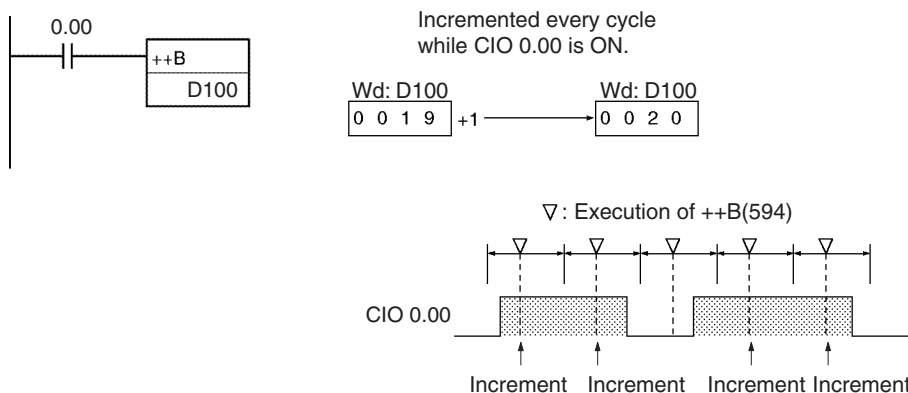 0.00
++B
D100
Incremented every cycle
while CIO 0.00 is ON.
Wd: D100 Wd: D100
0 0 1 9 +1 0 0 2 0
▽: Execution of ++B(594)
CIO 0.00
Increment Increment Increment Increment